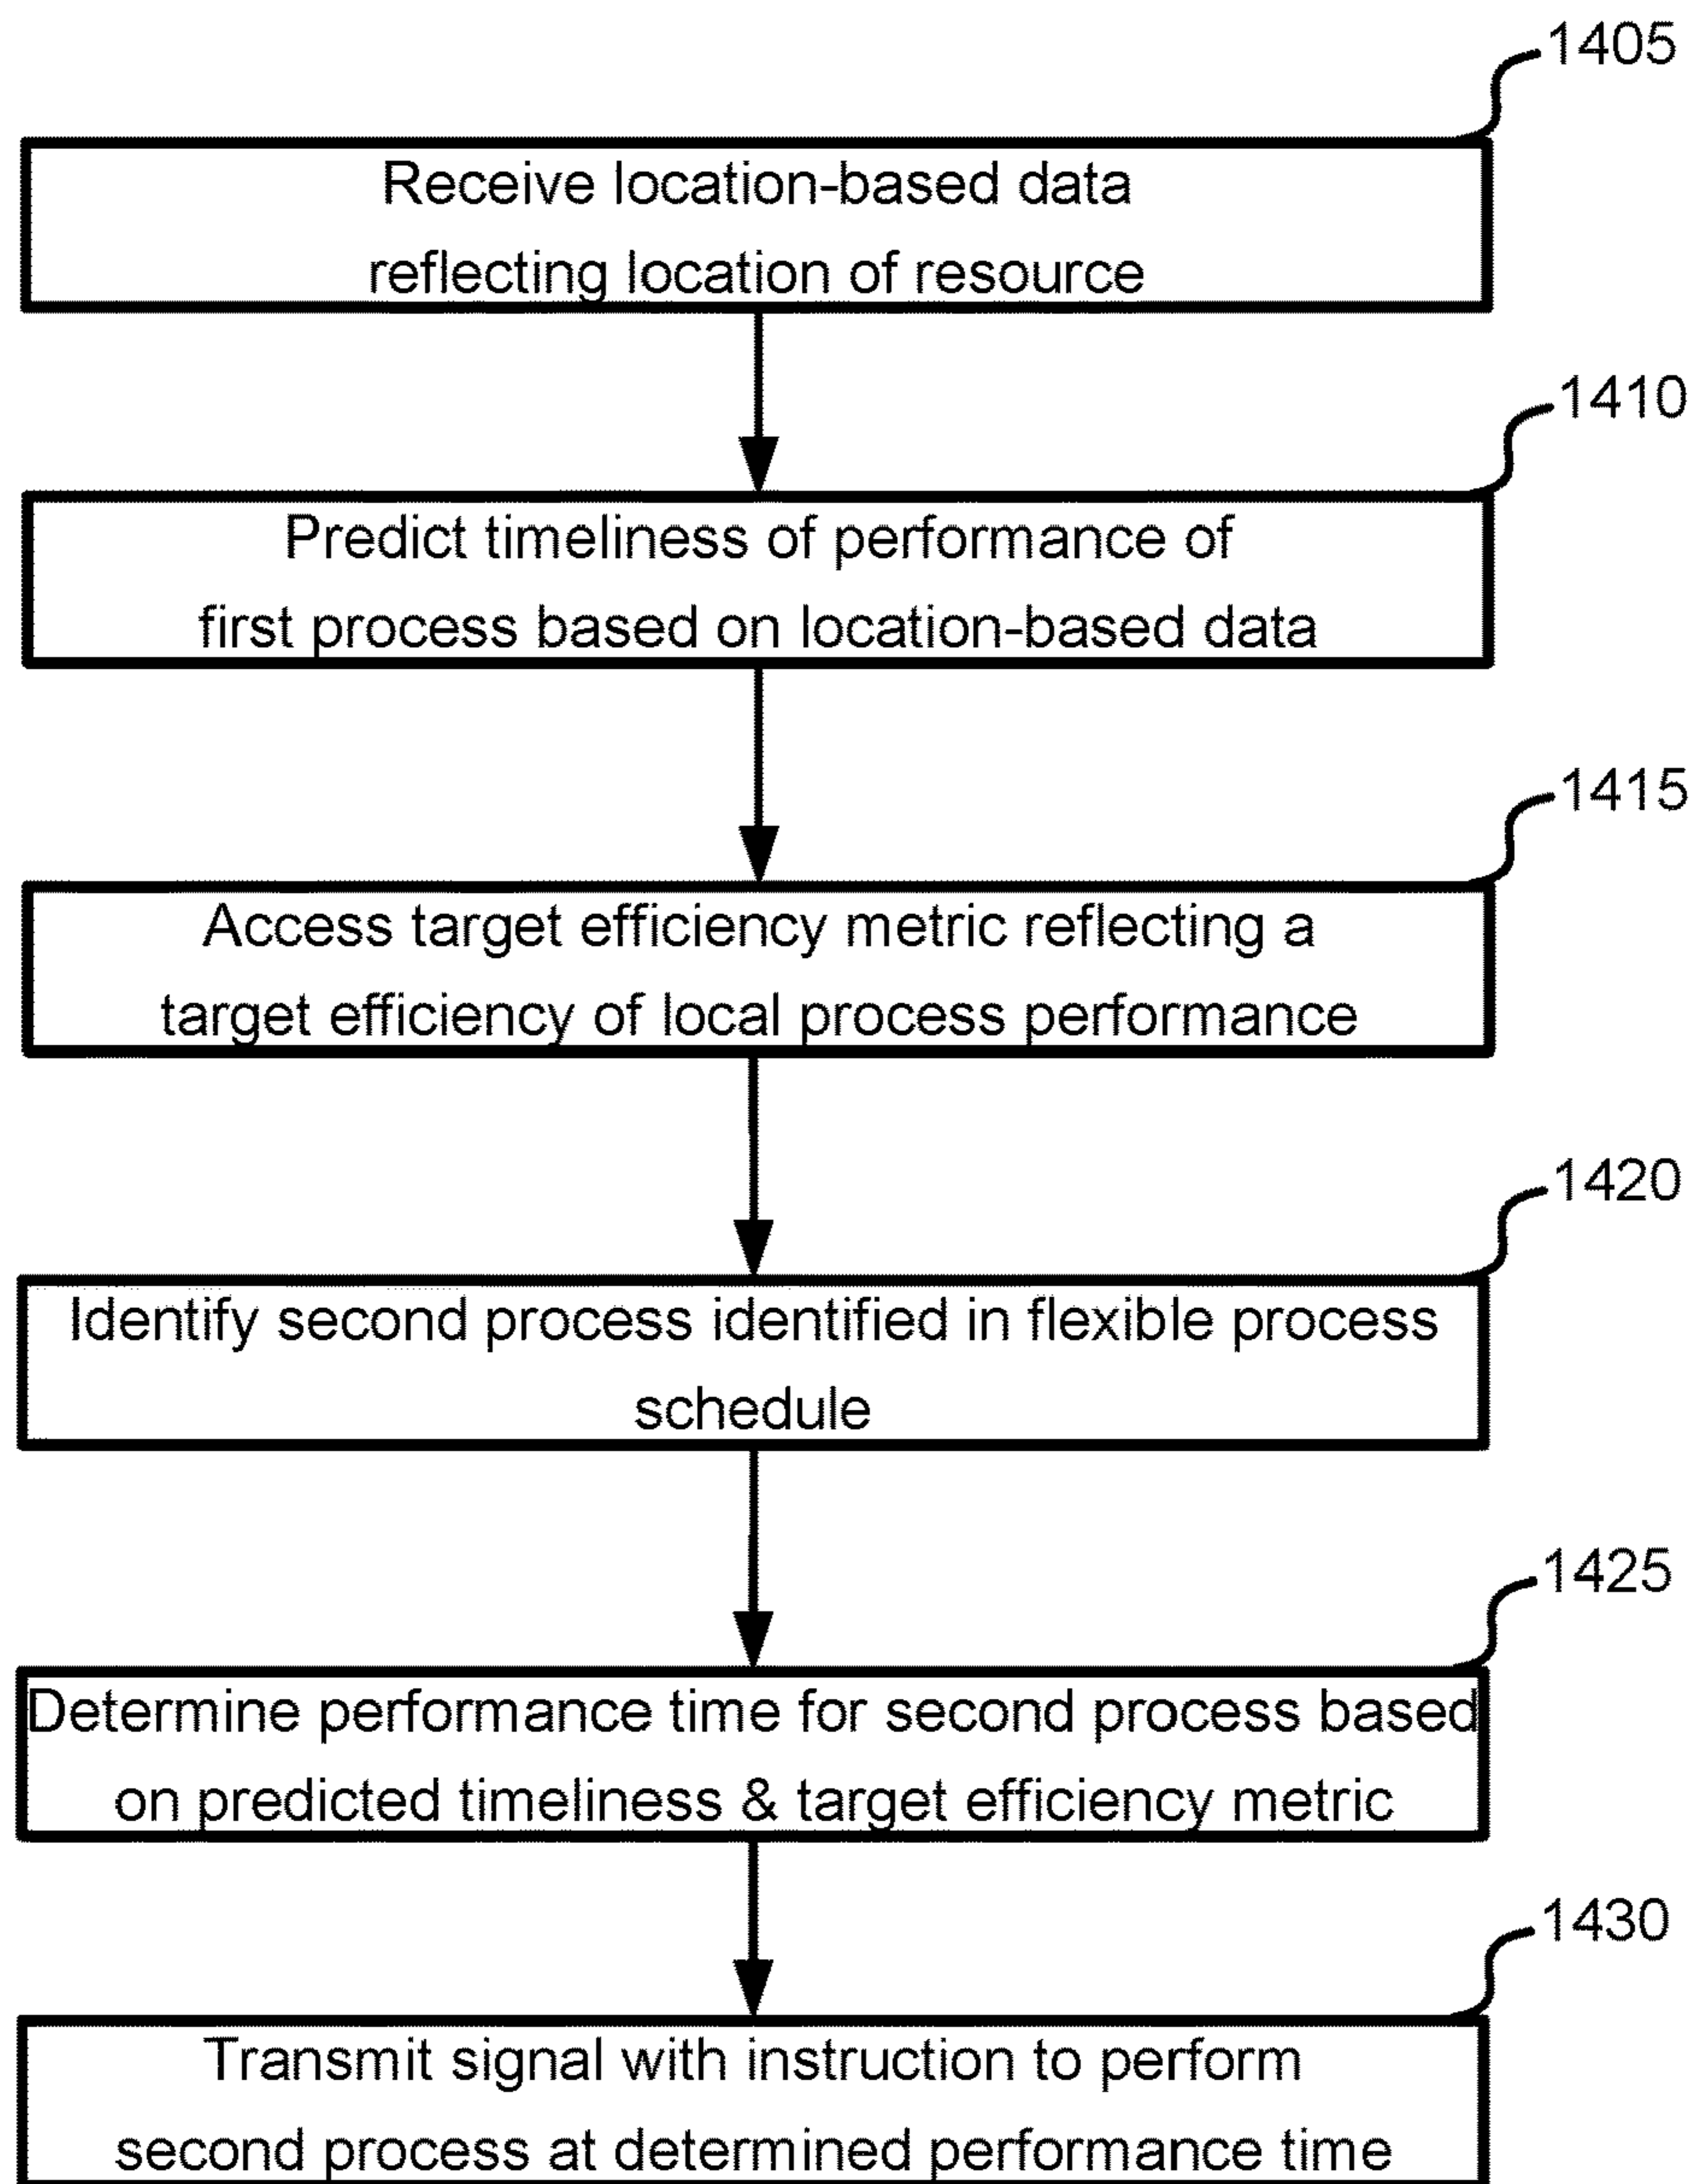 1405
Receive location-based data
reflecting location of resource
1410
Predict timeliness of performance of
first process based on location-based data
1415
Access target efficiency metric reflecting a
target efficiency of local process performance
1420
Identify second process identified in flexible process
schedule
1425
Determine performance time for second process based
on predicted timeliness & target efficiency metric
1430
Transmit signal with instruction to perform
second process at determined performance time